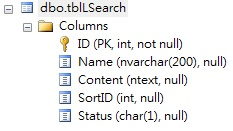 dbo.tblLSearch
Columns
ID (PK, int, not null)
Name (nvarchar(200), null)
Content (ntext, null)
SortID (int, null)
Status (char(1), null)